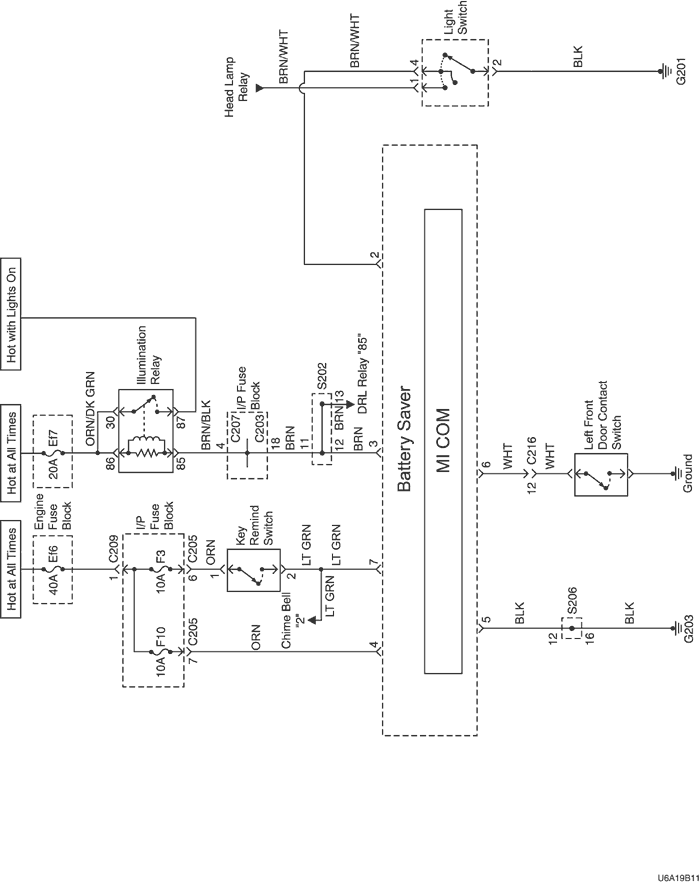 Hot at All Times
Hot at All Times
Hot with Lights On
40A
Ef6
Engine
Fuse
Block
20A
Ef7
ORN/DK GRN
86
30
Illumination
Relay
85
87
BRN/BLK
1
C209
I/P
Fuse
Block
10A
F10
10A
F3
7
C205
6
C205
ORN
ORN
1
Key
Remind
Switch
2
LT GRN
LT GRN
LT GRN
Chime Bell
"2"
4
C207
I/P Fuse
Block
C203
18
BRN
11
S202
12
BRN
13
BRN
DRL Relay "85"
Head Lamp
Relay
BRN/WHT
BRN/WHT
1
4
Light
Switch
2
BLK
G201
4
7
3
2
Battery Saver
MI COM
5
6
BLK
12
S206
16
BLK
G203
WHT
12
C216
WHT
Left Front
Door Contact
Switch
Ground
U6A19B11